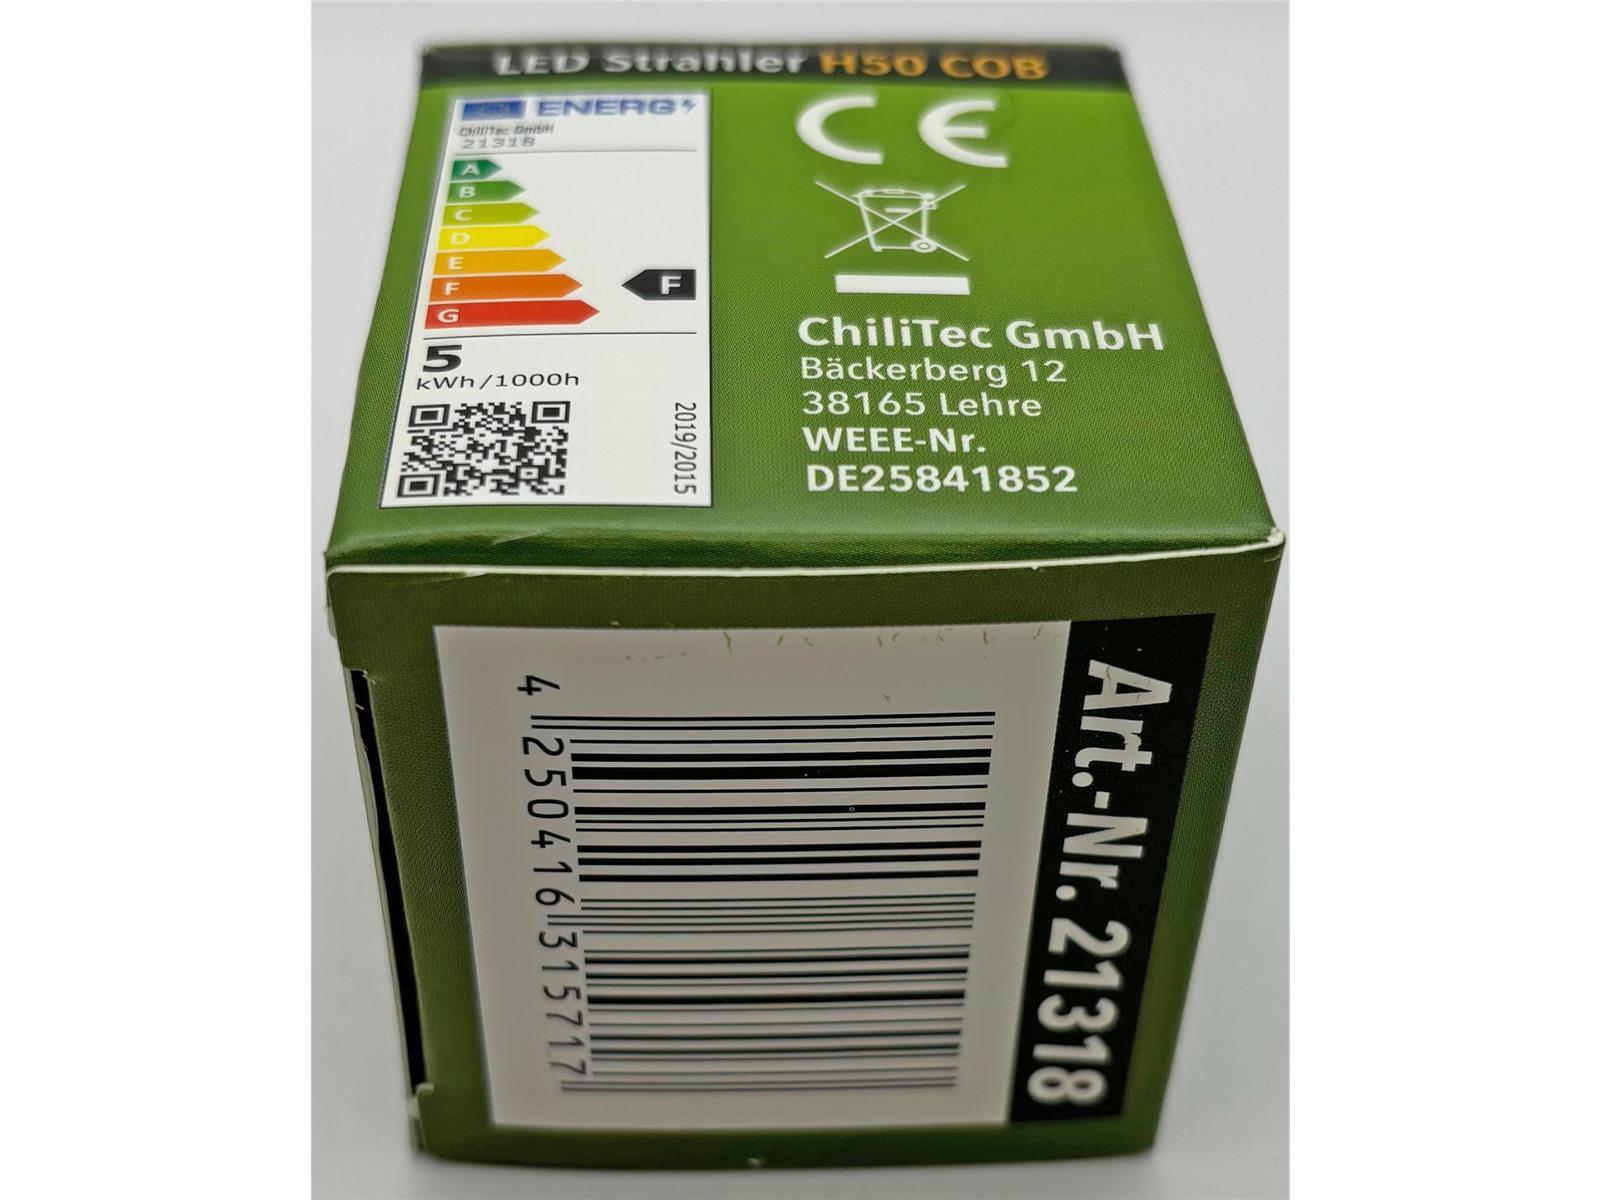 LED Strahler H50 COB
ENERG
ChiliTec GmbH
21318
A
B
C
D
E
F
G
F
5
kWh/1000h
2019/2015
CE
ChiliTec GmbH
Bäckerberg 12
38165 Lehre
WEEE-Nr.
DE25841852
Art.-Nr. 21318
4 250416 315717